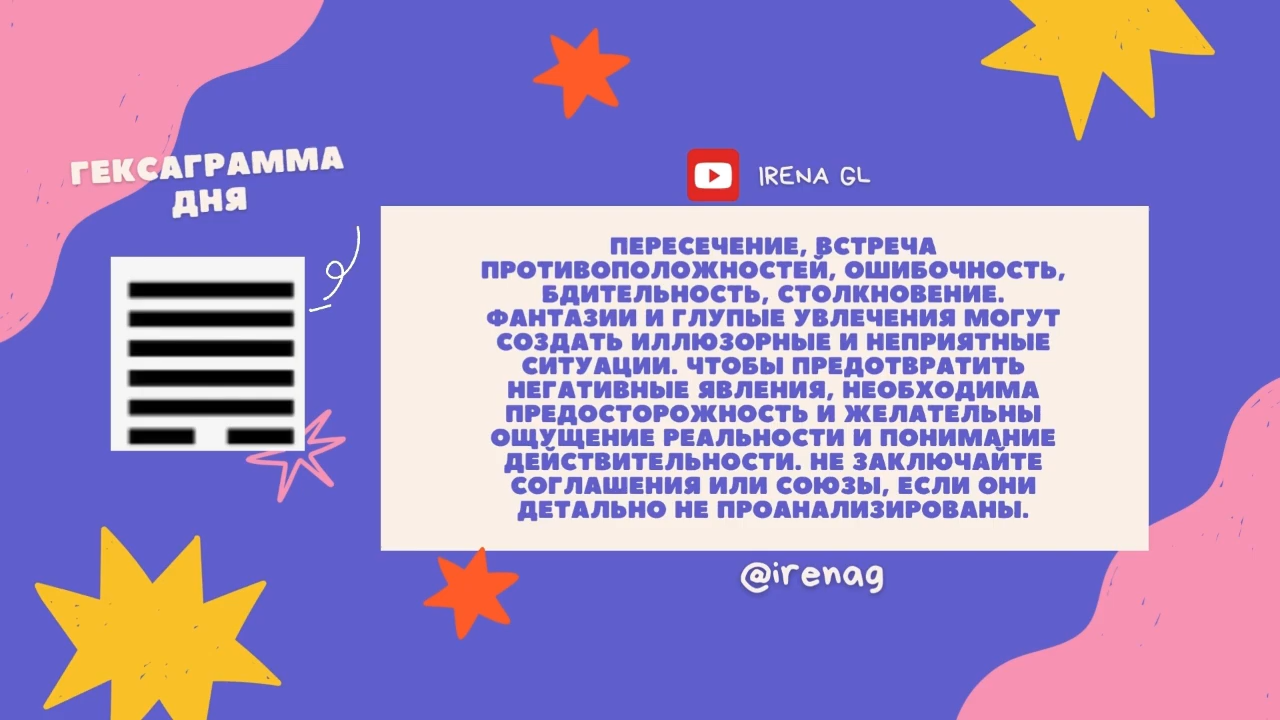 ГЕКСАГРАММА
ДНЯ
IRENA GL
ПЕРЕСЕЧЕНИЕ, ВСТРЕЧА
ПРОТИВОПОЛОЖНОСТЕЙ, ОШИБОЧНОСТЬ,
БДИТЕЛЬНОСТЬ, СТОЛКНОВЕНИЕ.
ФАНТАЗИИ И ГЛУПЫЕ УВЛЕЧЕНИЯ МОГУТ
СОЗДАТЬ ИЛЛЮЗОРНЫЕ И НЕПРИЯТНЫЕ
СИТУАЦИИ. ЧТОБЫ ПРЕДОТВРАТИТЬ
НЕГАТИВНЫЕ ЯВЛЕНИЯ, НЕОБХОДИМА
ПРЕДОСТОРОЖНОСТЬ И ЖЕЛАТЕЛЬНЫ
ОЩУЩЕНИЕ РЕАЛЬНОСТИ И ПОНИМАНИЕ
ДЕЙСТВИТЕЛЬНОСТИ. НЕ ЗАКЛЮЧАЙТЕ
СОГЛАШЕНИЯ ИЛИ СОЮЗЫ, ЕСЛИ ОНИ
ДЕТАЛЬНО НЕ ПРОАНАЛИЗИРОВАНЫ.
@irenag